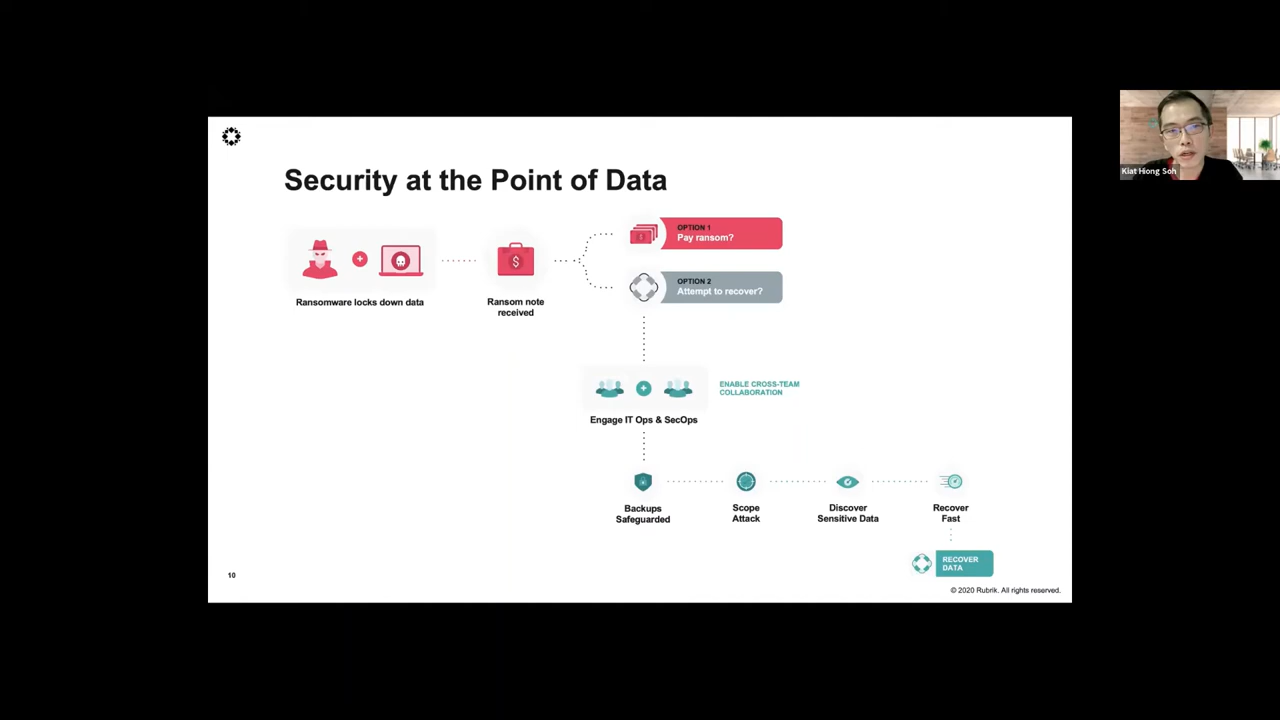 Security at the Point of Data
Kiat Hiong Soh
OPTION 1
Pay ransom?
$
OPTION 2
Attempt to recover?
Ransomware locks down data
Ransom note
received
ENABLE CROSS-TEAM
COLLABORATION
Engage IT Ops & SecOps
Backups
Safeguarded
Scope
Attack
Discover
Sensitive Data
Recover
Fast
RECOVER
DATA
10
© 2020 Rubrik. All rights reserved.